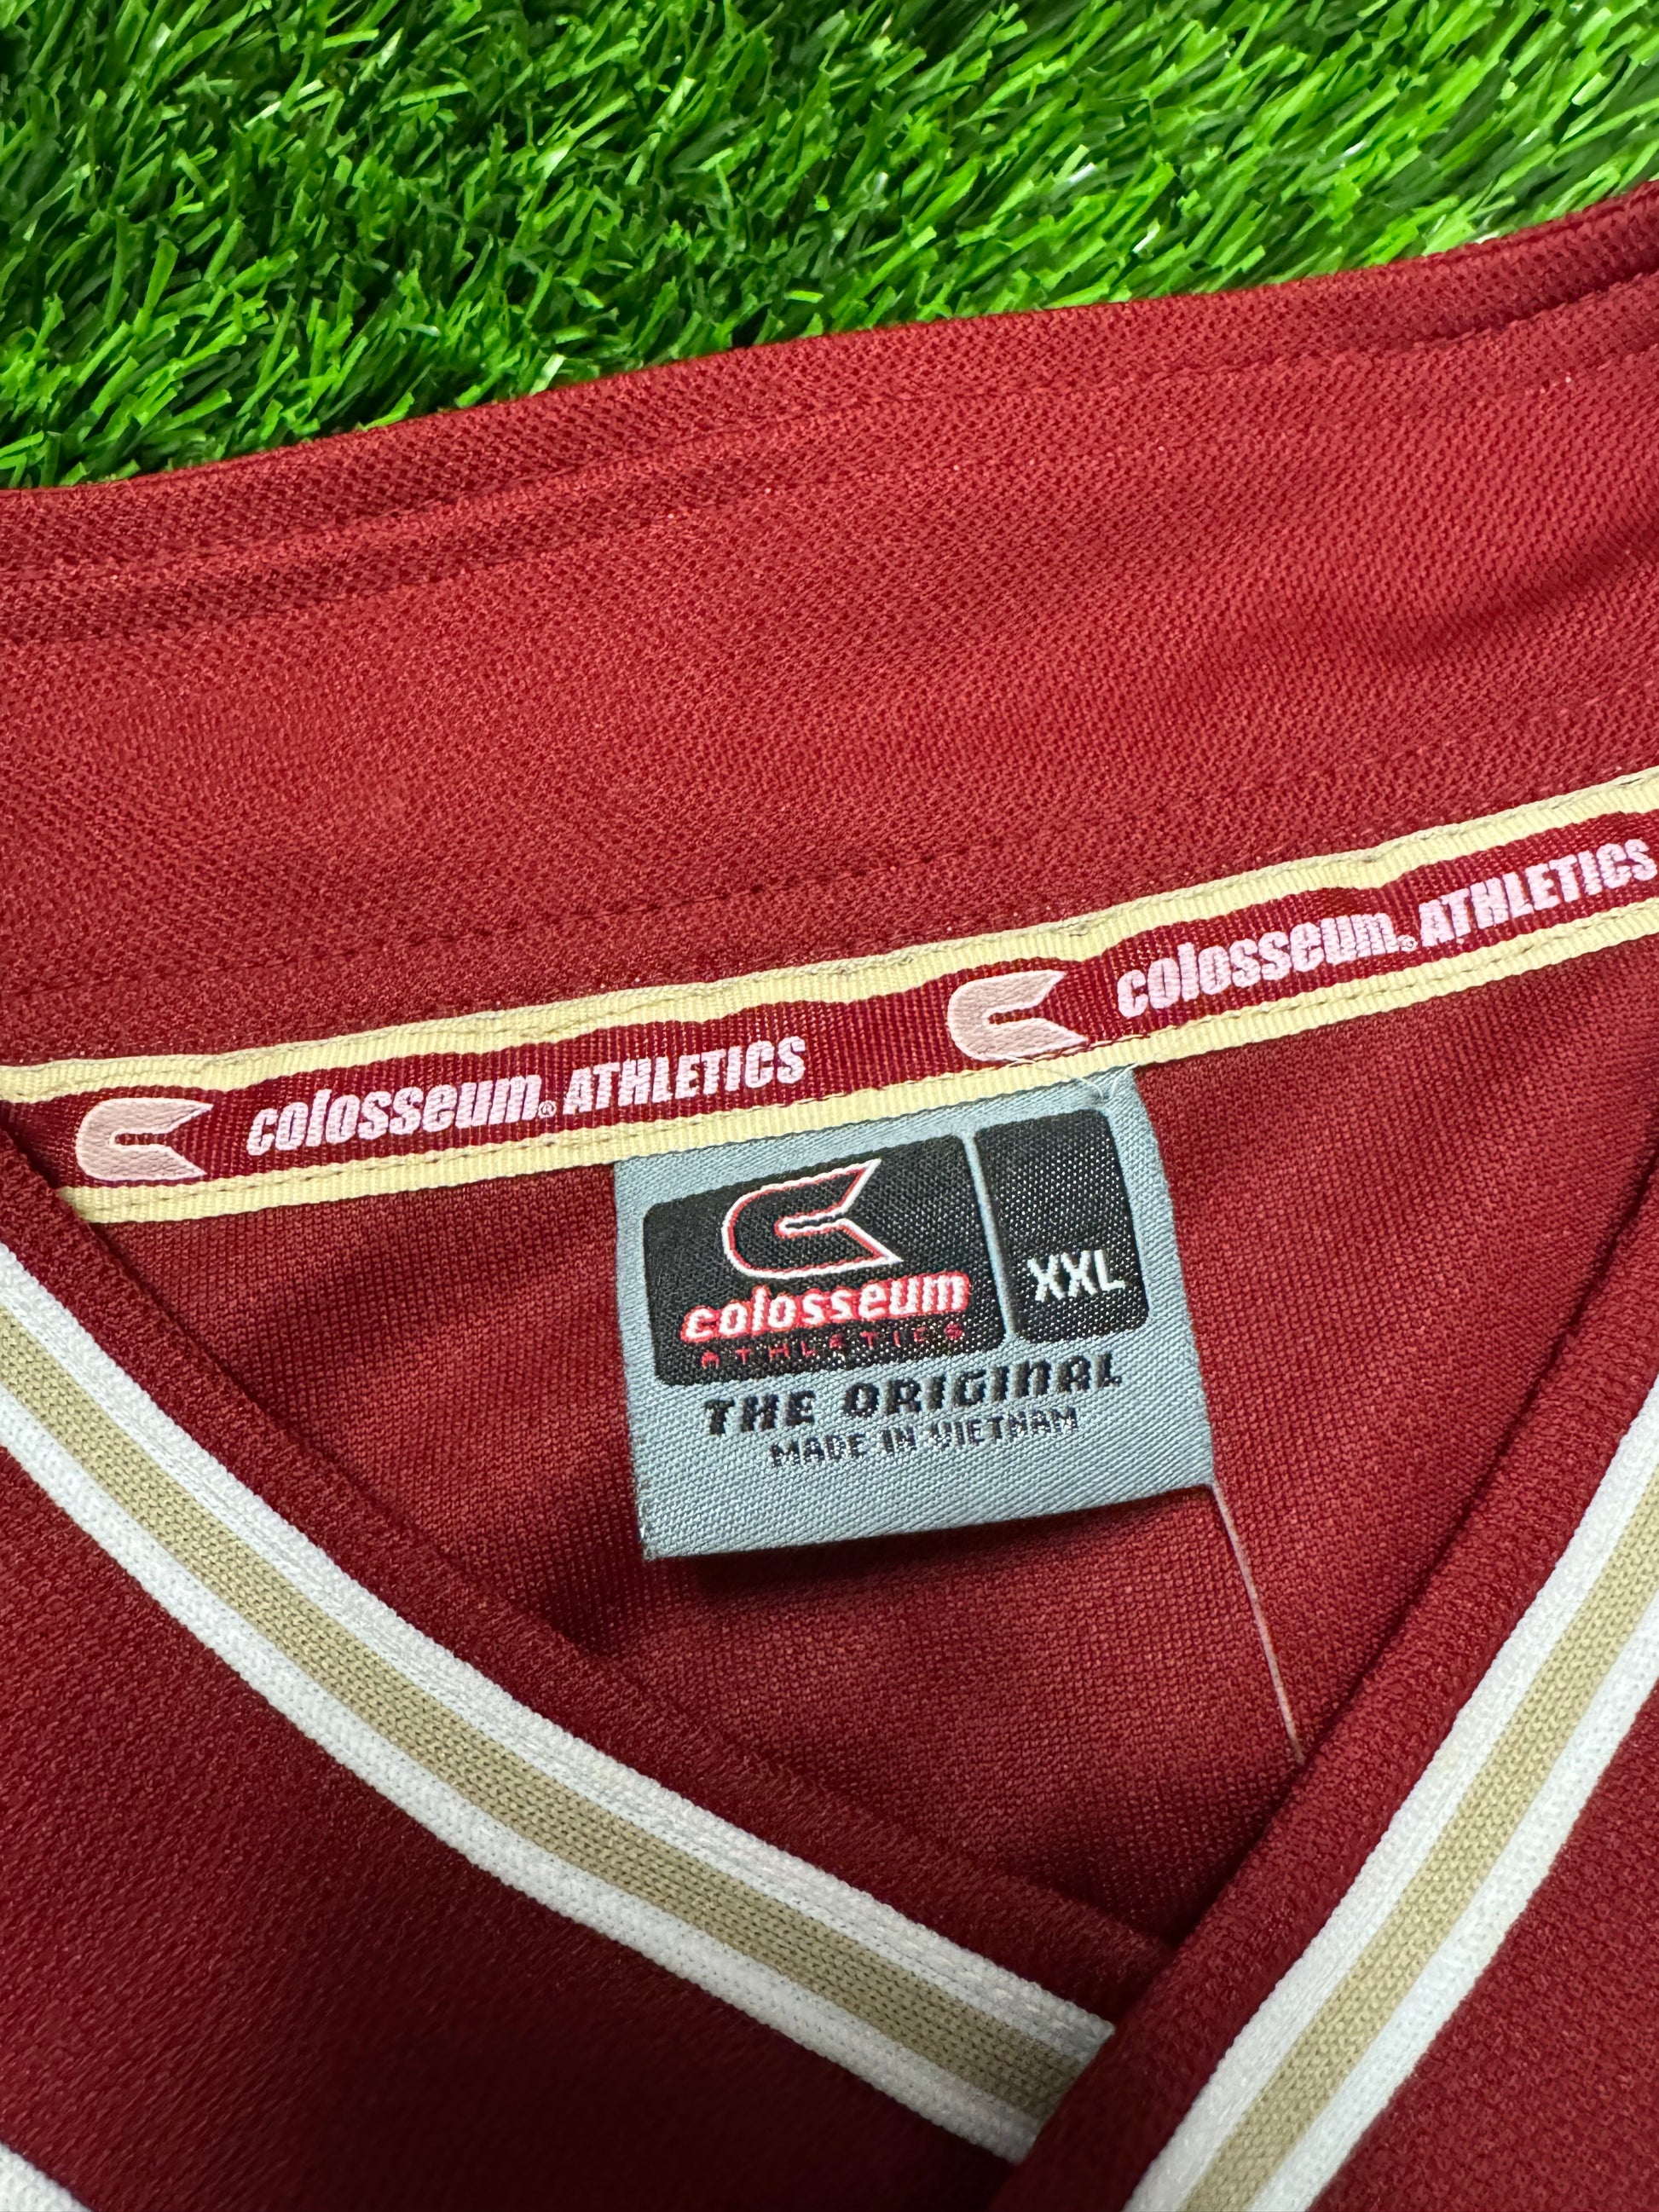 colosseum® ATHLETICS
colosseum® ATHLETICS
colosseum
ATHLETICS
XXL
THE ORIGINAL
MADE IN VIETNAM